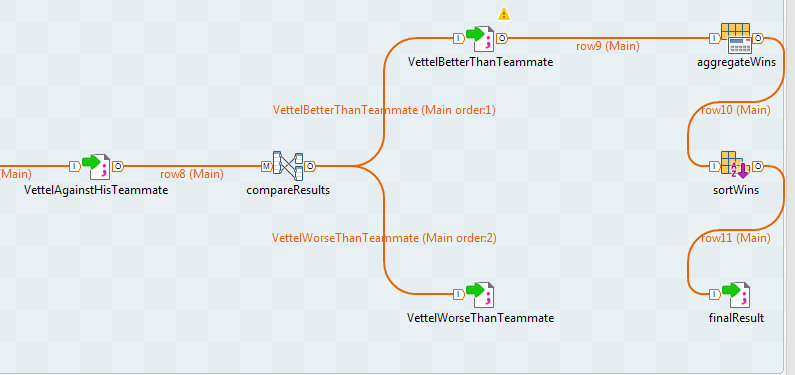 VettelBetterThanTeammate
row9 (Main)
aggregateWins
VettelBetterThanTeammate (Main order:1)
row10 (Main)
(Main)
VettelAgainstHisTeammate
row8 (Main)
compareResults
sortWins
VettelWorseThanTeammate (Main order:2)
row11 (Main)
VettelWorseThanTeammate
finalResult